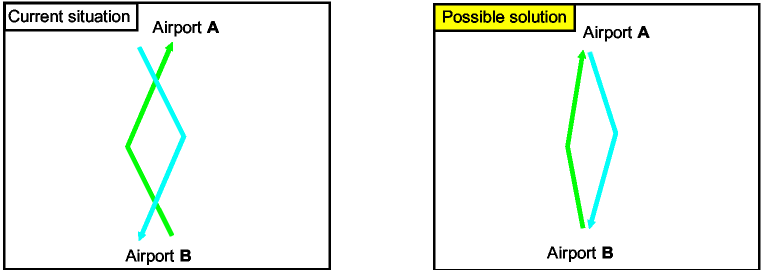 Current situation
Airport A
Airport B
Possible solution
Airport A
Airport B